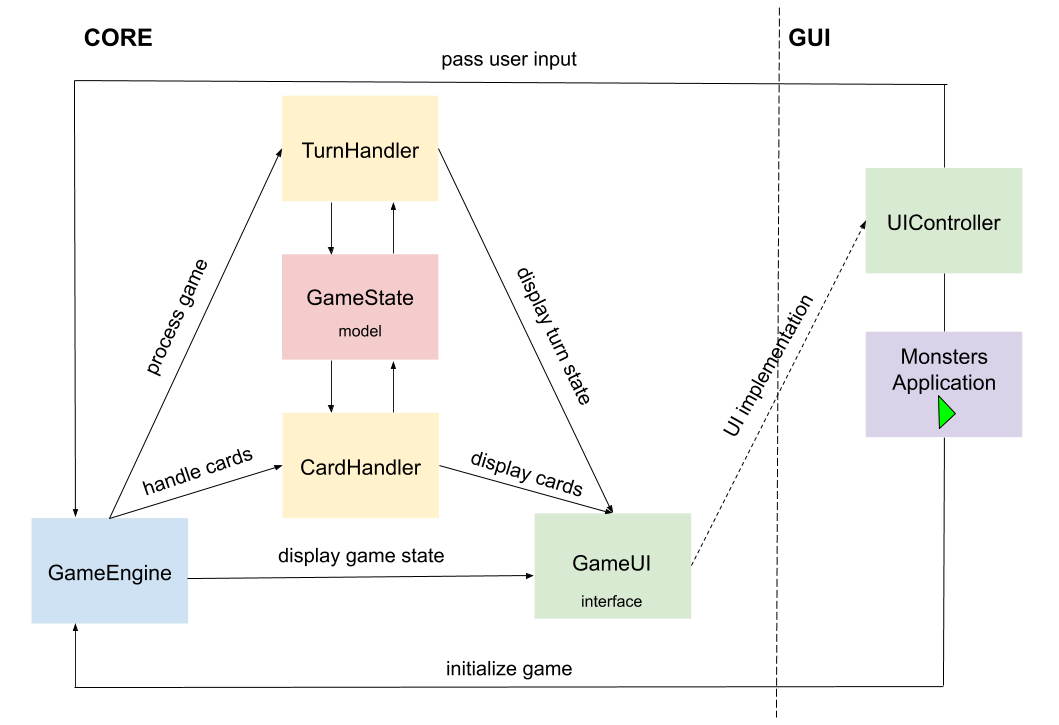 CORE
GUI
pass user input
TurnHandler
UIController
process game
GameState
model
display turn state
UI implementation
Monsters
Application
handle cards
CardHandler
display cards
GameEngine
display game state
GameUI
interface
initialize game